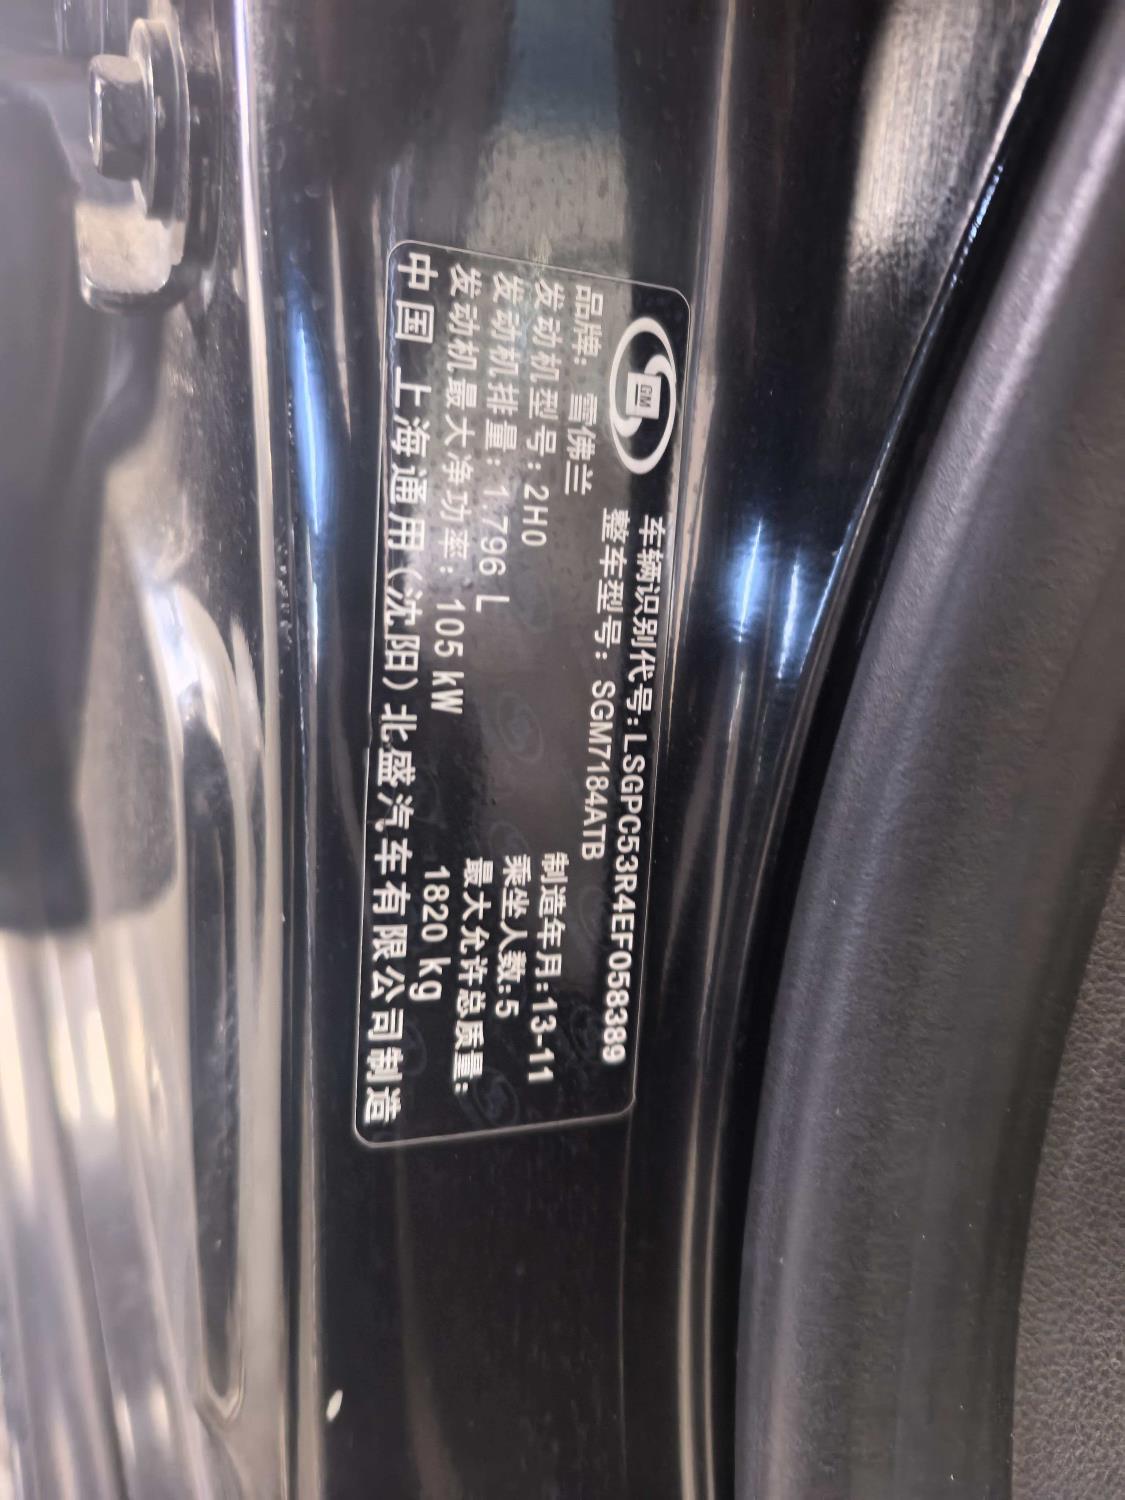 GM
车辆识别代号:LSGPC53R4EF058389
整车型号: SGM7184ATB
品牌: 雪佛兰
发动机型号:2H0
制造年月:13-11
发动机排量:1.796 L
乘坐人数:5
发动机最大净功率: 105 kW
最大允许总质量:
1820 kg
中国 上海通用(沈阳)北盛汽车有限公司制造